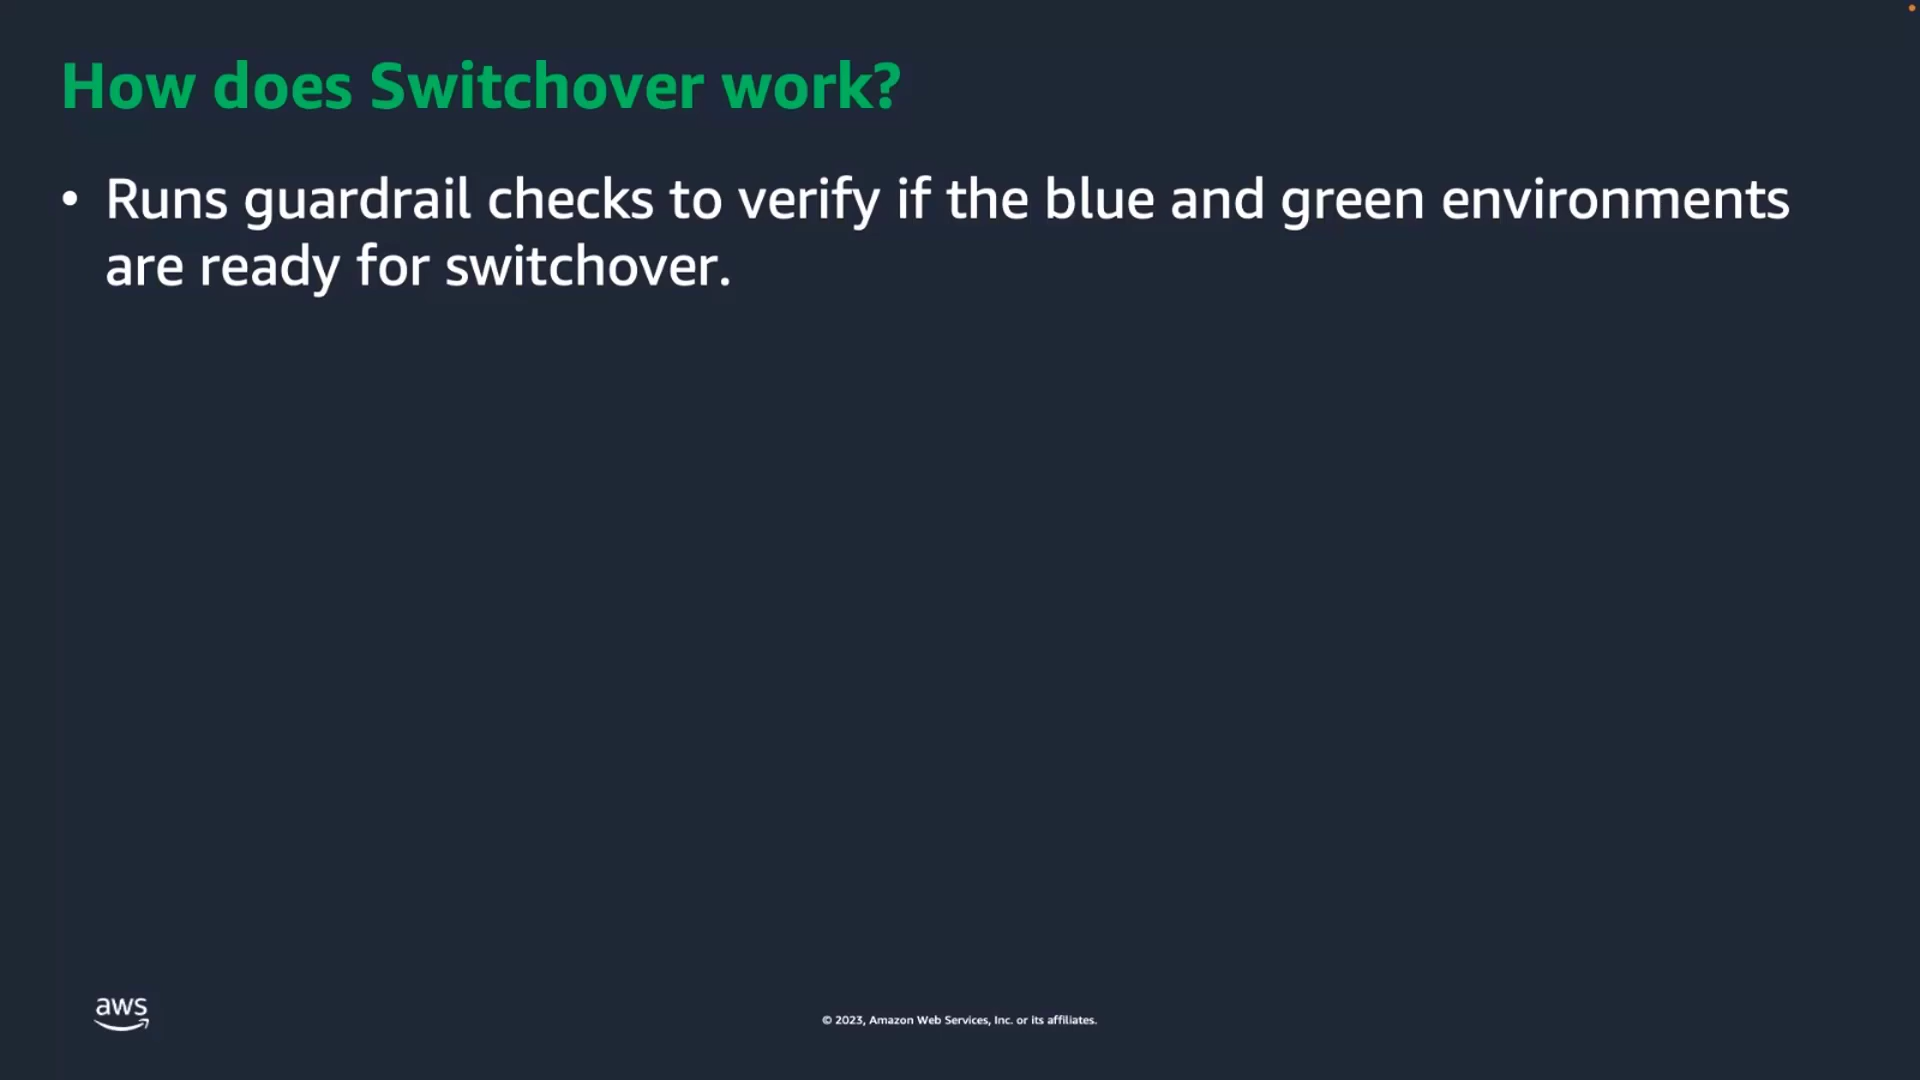 How does Switchover work?
• Runs guardrail checks to verify if the blue and green environments
are ready for switchover.
aws
© 2023, Amazon Web Services, Inc. or its affiliates.